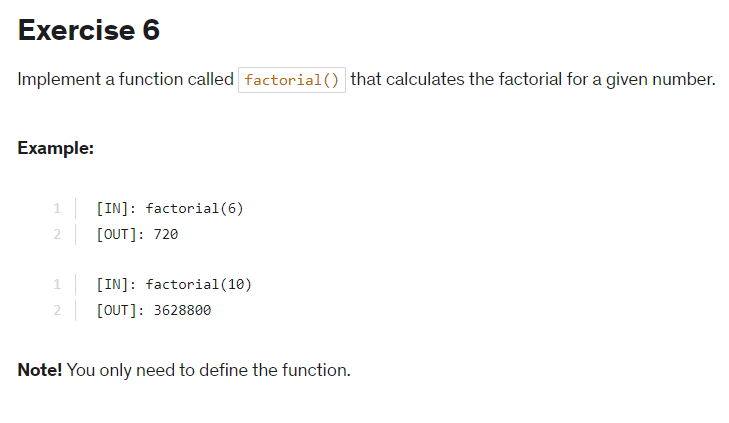 Exercise 6
Implement a function called factorial() that calculates the factorial for a given number.
Example:
1 [IN]: factorial(6)
2 [OUT]: 720
1 [IN]: factorial(10)
2 [OUT]: 3628800
Note! You only need to define the function.